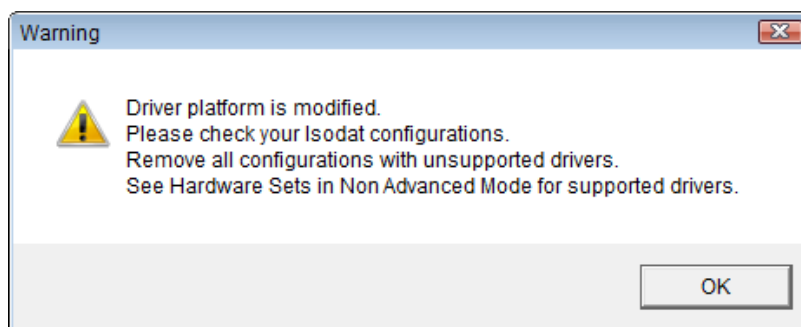 Warning
Driver platform is modified.
Please check your Isodat configurations.
Remove all configurations with unsupported drivers.
See Hardware Sets in Non Advanced Mode for supported drivers.
OK